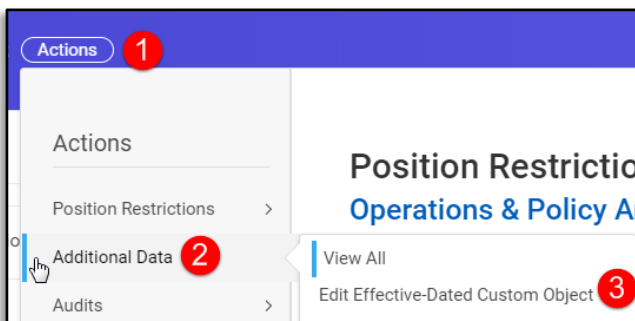 Actions 1
Actions
Position Restrictio
Operations & Policy A
Position Restrictions >
Additional Data 2
View All
Edit Effective-Dated Custom Object 3
Audits >